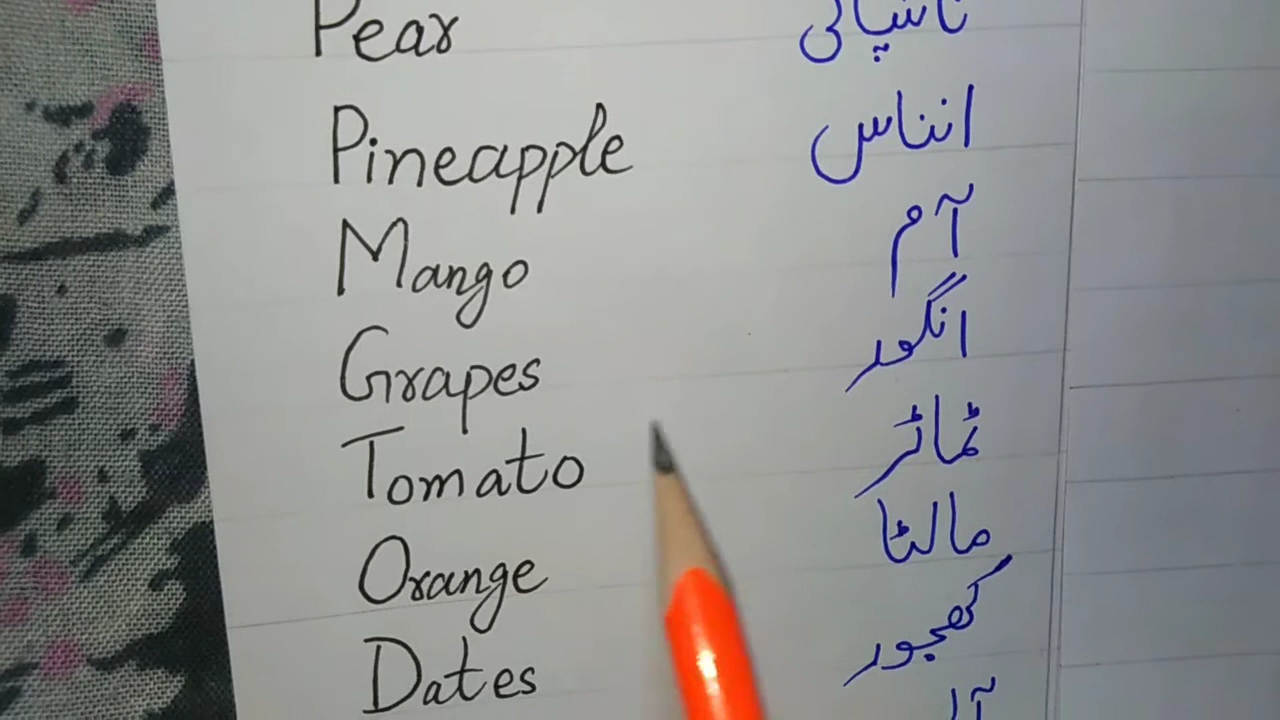 Pear ناشپاتی
Pineapple انناس
Mango آم
Grapes انگور
Tomato ٹماٹر
Orange مالٹا
Dates کھجور